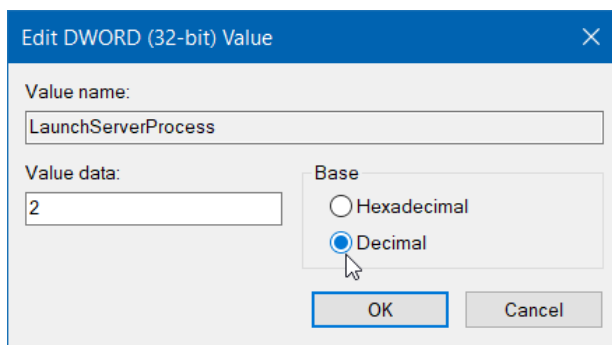 Edit DWORD (32-bit) Value
Value name:
LaunchServerProcess
Value data:
2
Base
Hexadecimal
Decimal
OK
Cancel